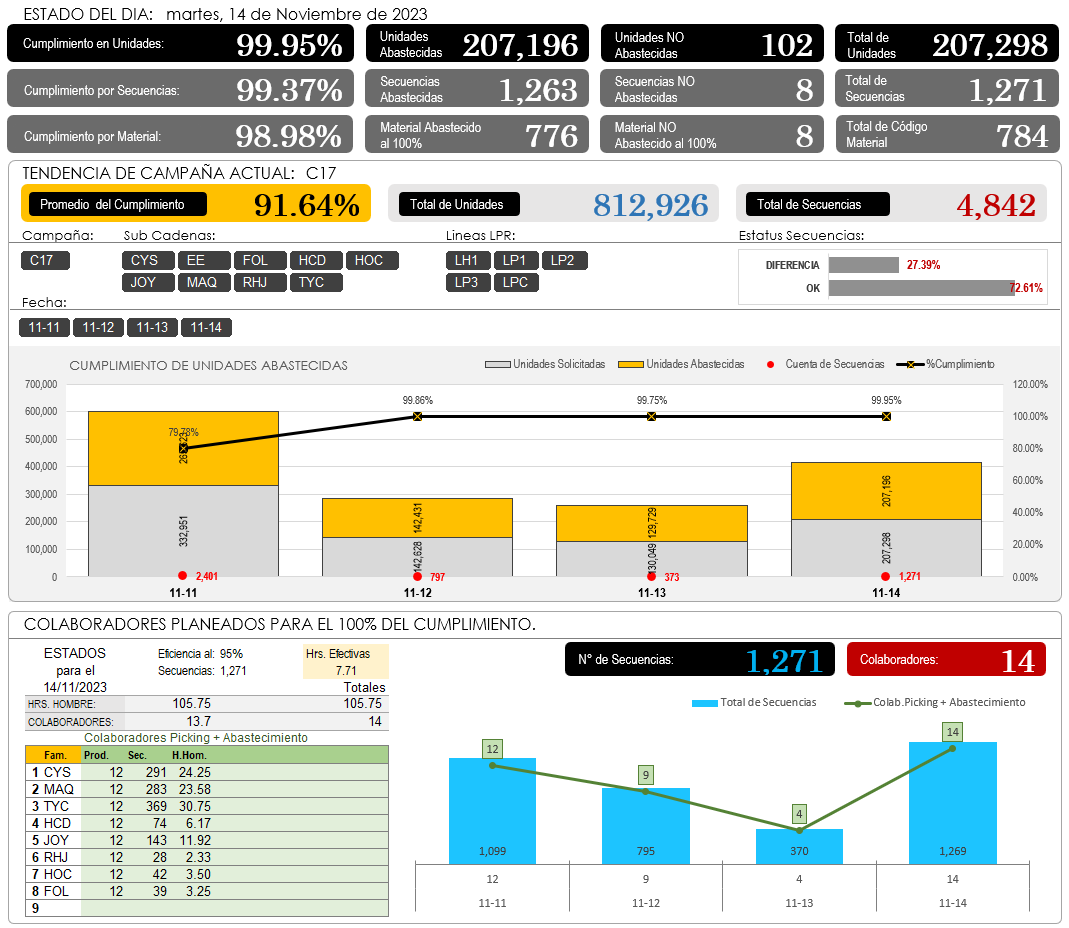 ESTADO DEL DIA: martes, 14 de Noviembre de 2023
Cumplimiento en Unidades: 99.95%
Unidades Abastecidas 207,196
Unidades NO Abastecidas 102
Total de Unidades 207,298
Cumplimiento por Secuencias: 99.37%
Secuencias Abastecidas 1,263
Secuencias NO Abastecidas 8
Total de Secuencias 1,271
Cumplimiento por Material: 98.98%
Material Abastecido al 100% 776
Material NO Abastecido al 100% 8
Total de Código Material 784
TENDENCIA DE CAMPAÑA ACTUAL: C17
Promedio del Cumplimiento 91.64%
Total de Unidades 812,926
Total de Secuencias 4,842
Campaña:
C17
Sub Cadenas:
CYS EE FOL HCD HOC
JOY MAQ RHJ TYC
Lineas LPR:
LH1 LP1 LP2
LP3 LPC
Estatus Secuencias:
DIFERENCIA 27.39%
OK 72.61%
Fecha:
11-11 11-12 11-13 11-14
CUMPLIMIENTO DE UNIDADES ABASTECIDAS
Unidades Solicitadas Unidades Abastecidas Cuenta de Secuencias %Cumplimiento
700,000
600,000
500,000
400,000
300,000
200,000
100,000
0
120.00%
100.00%
80.00%
60.00%
40.00%
20.00%
0.00%
79.78% 99.86% 99.75% 99.95%
142,431 129,729 207,196
332,951 142,628 130,049 207,298
2,401 797 373 1,271
11-11 11-12 11-13 11-14
COLABORADORES PLANEADOS PARA EL 100% DEL CUMPLIMIENTO.
ESTADOS
para el
14/11/2023
Eficiencia al: 95%
Secuencias: 1,271
Hrs. Efectivas
7.71
Totales
HRS. HOMBRE: 105.75 105.75
COLABORADORES: 13.7 14
Colaboradores Picking + Abastecimiento
Fam. Prod. Sec. H.Hom.
1 CYS 12 291 24.25
2 MAQ 12 283 23.58
3 TYC 12 369 30.75
4 HCD 12 74 6.17
5 JOY 12 143 11.92
6 RHJ 12 28 2.33
7 HOC 12 42 3.50
8 FOL 12 39 3.25
9
N° de Secuencias: 1,271
Colaboradores: 14
Total de Secuencias Colab.Picking + Abastecimiento
12 9 4 14
1,099 795 370 1,269
12 9 4 14
11-11 11-12 11-13 11-14